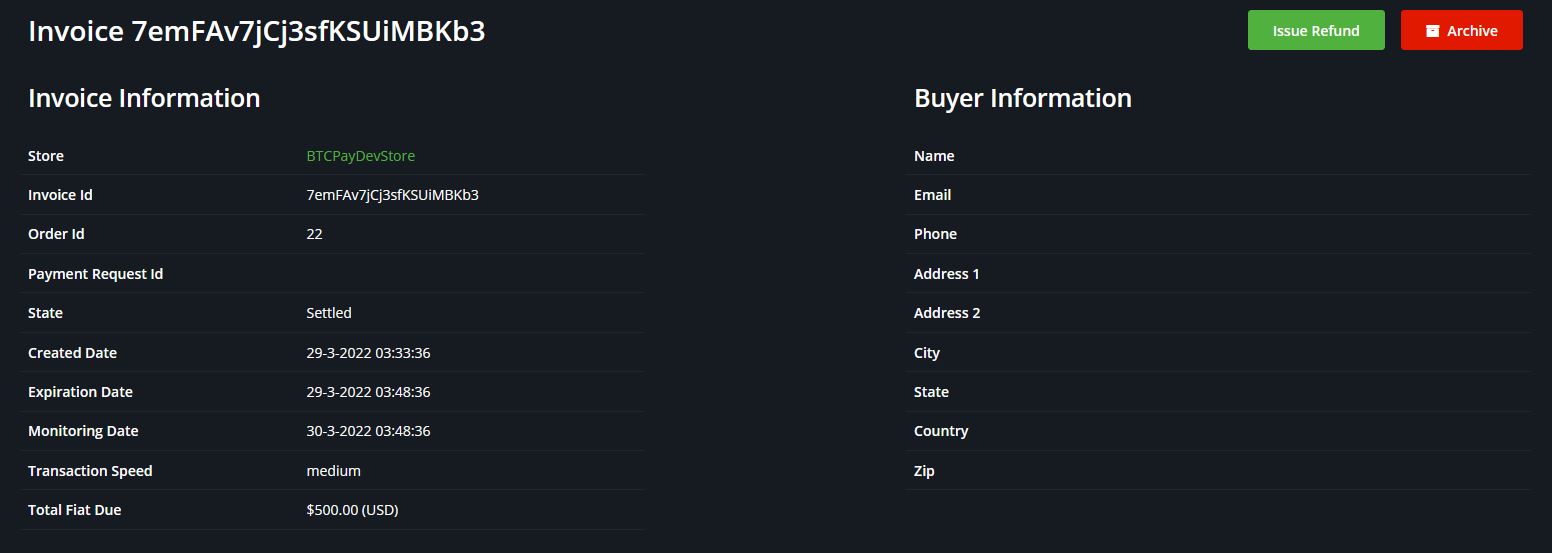 Invoice 7emFAv7jCj3sfKSUiMBKb3
Issue Refund
Archive
Invoice Information
Store BTCPayDevStore
Invoice Id 7emFAv7jCj3sfKSUiMBKb3
Order Id 22
Payment Request Id
State Settled
Created Date 29-3-2022 03:33:36
Expiration Date 29-3-2022 03:48:36
Monitoring Date 30-3-2022 03:48:36
Transaction Speed medium
Total Fiat Due $500.00 (USD)
Buyer Information
Name
Email
Phone
Address 1
Address 2
City
State
Country
Zip